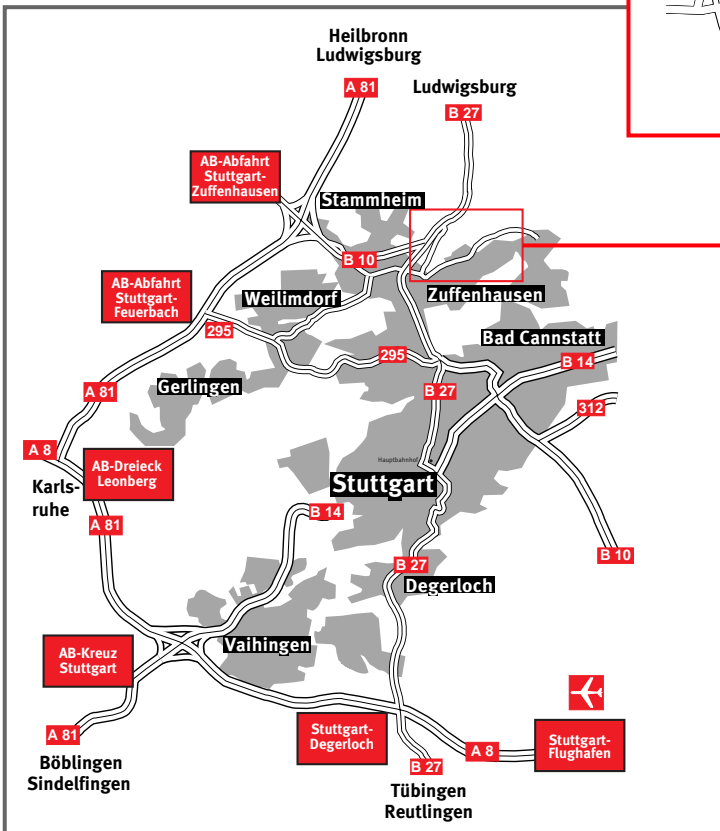 Heilbronn
Ludwigsburg
A 81
Ludwigsburg
B 27
AB-Abfahrt
Stuttgart-
Zuffenhausen
Stammheim
B 10
AB-Abfahrt
Stuttgart-
Feuerbach
Weilimdorf
Zuffenhausen
295
Bad Cannstatt
295
B 14
Gerlingen
A 81
B 27
312
A 8
AB-Dreieck
Leonberg
Hauptbahnhof
Karls-
ruhe
Stuttgart
A 81
B 14
B 10
B 27
Degerloch
Vaihingen
AB-Kreuz
Stuttgart
A 81
Böblingen
Sindelfingen
Stuttgart-
Degerloch
A 8
Stuttgart-
Flughafen
B 27
Tübingen
Reutlingen